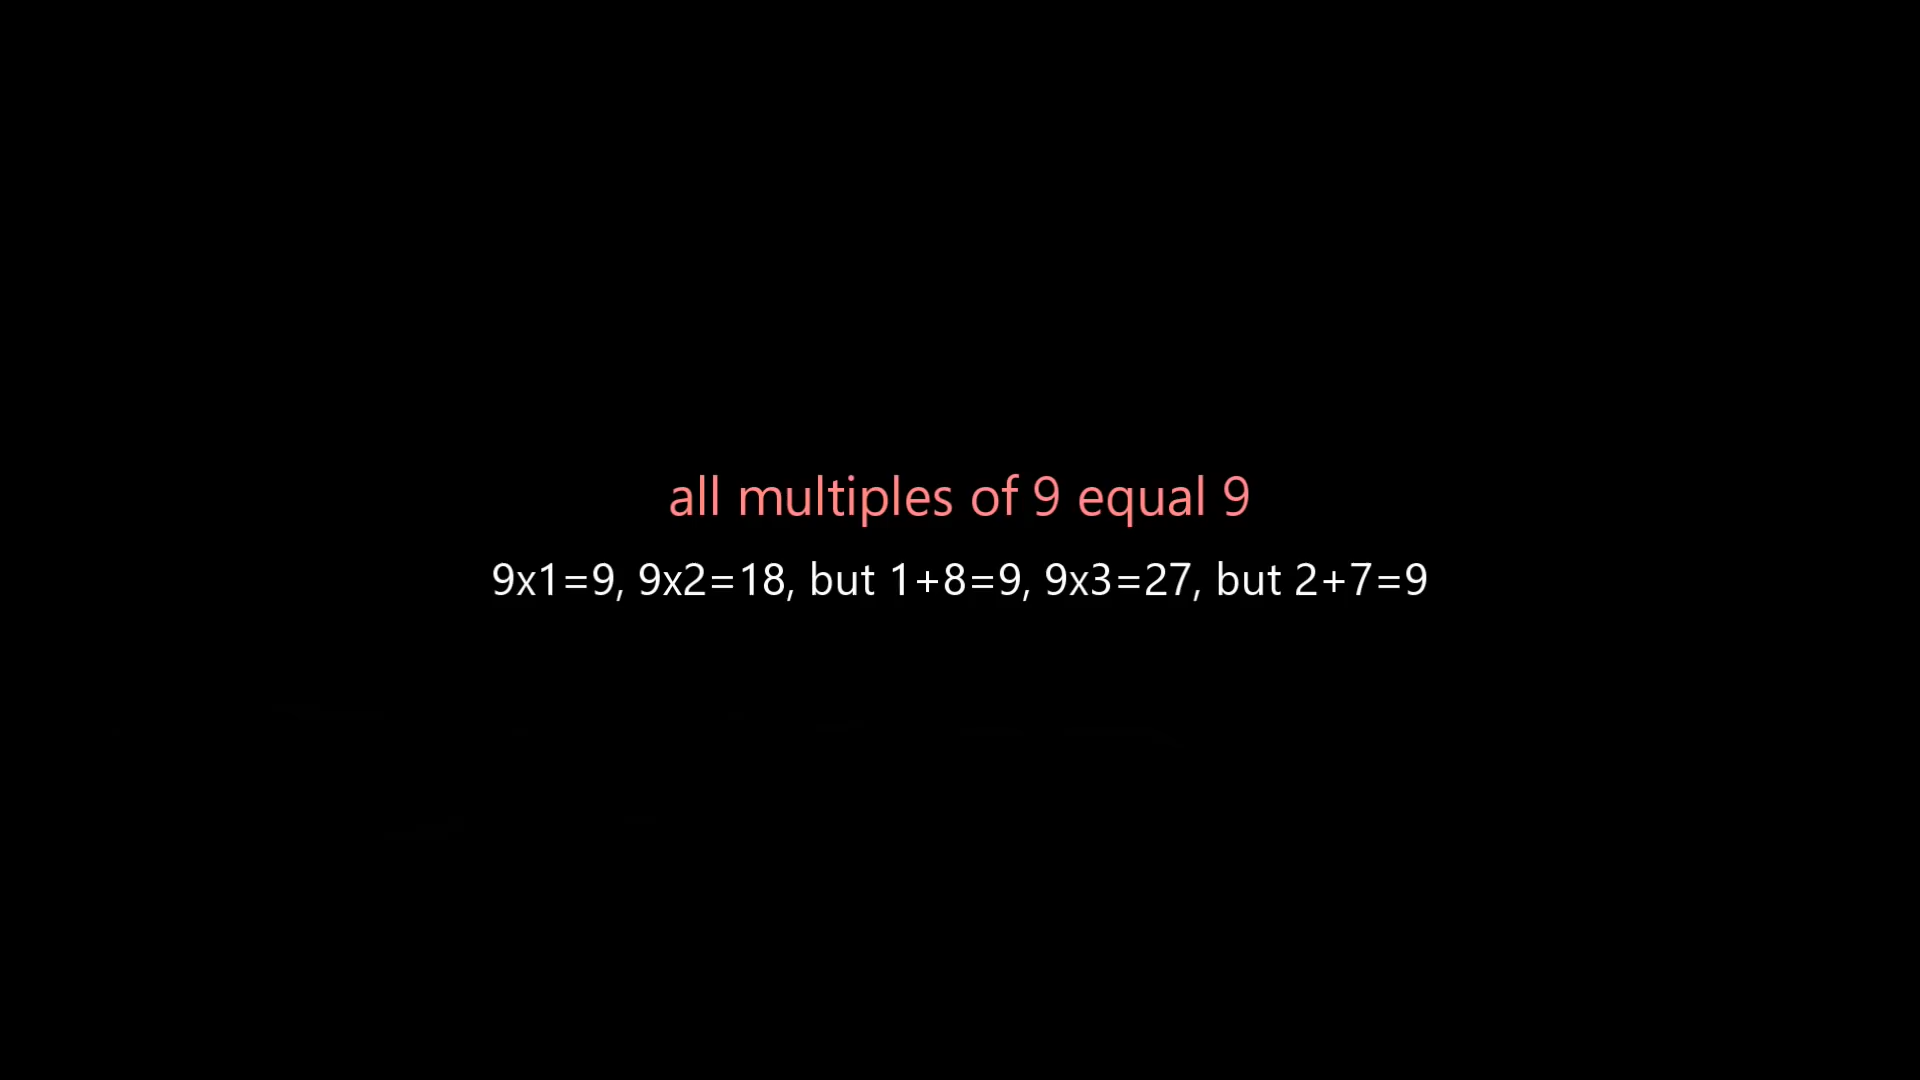 all multiples of 9 equal 9
9x1=9, 9x2=18, but 1+8=9, 9x3=27, but 2+7=9